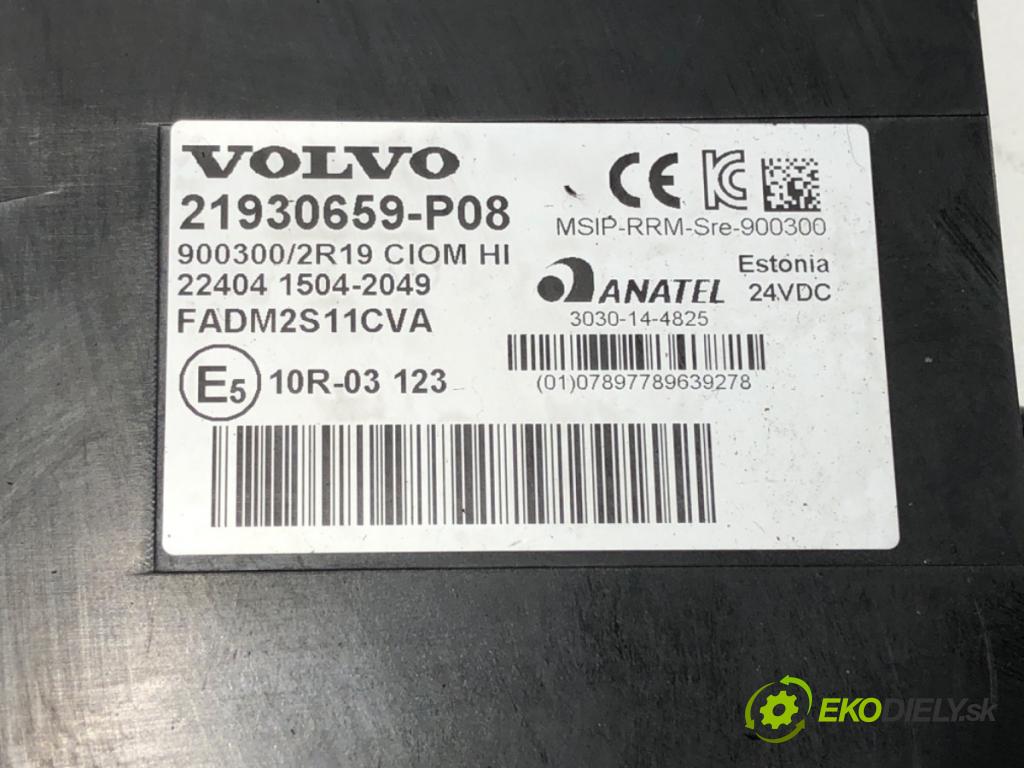 VOLVO
21930659-P08
900300/2R19 CIOM HI
22404 1504-2049
FADM2S11CVA
E5 10R-03 123
CE KC
MSIP-RRM-Sre-900300
ANATEL
3030-14-4825
Estonia
24VDC
(01)07897789639278
EKODIELY.sk